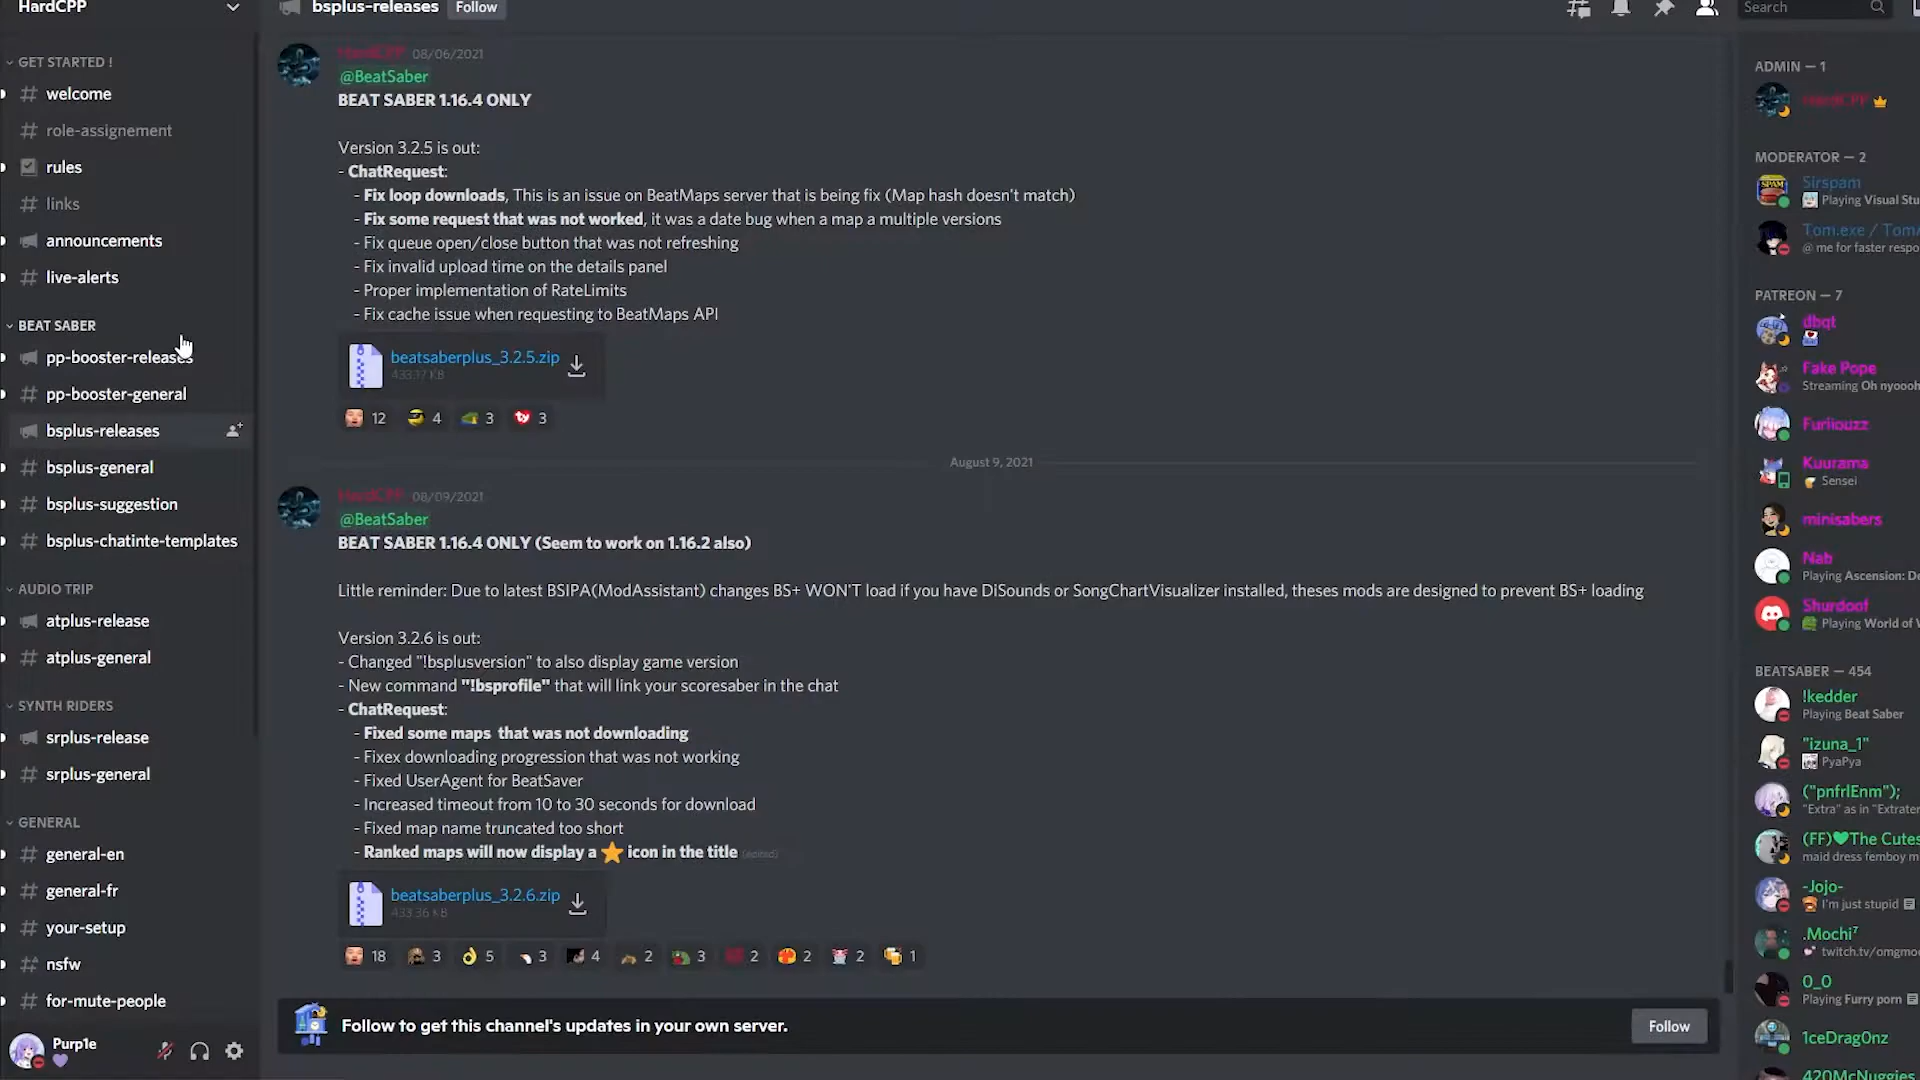 HardCPP
GET STARTED !
welcome
role-assignement
rules
links
announcements
live-alerts
BEAT SABER
pp-booster-releases
pp-booster-general
bsplus-releases
bsplus-general
bsplus-suggestion
bsplus-chatinte-templates
AUDIO TRIP
atplus-release
atplus-general
SYNTH RIDERS
srplus-release
srplus-general
GENERAL
general-en
general-fr
your-setup
nsfw
for-mute-people
Purp1e
bsplus-releases Follow
HardCPP 08/06/2021
@BeatSaber
BEAT SABER 1.16.4 ONLY
Version 3.2.5 is out:
- ChatRequest:
- Fix loop downloads, This is an issue on BeatMaps server that is being fix (Map hash doesn't match)
- Fix some request that was not worked, it was a date bug when a map a multiple versions
- Fix queue open/close button that was not refreshing
- Fix invalid upload time on the details panel
- Proper implementation of RateLimits
- Fix cache issue when requesting to BeatMaps API
beatsaberplus_3.2.5.zip
433.37 KB
12 4 3 3
August 9, 2021
HardCPP 08/09/2021
@BeatSaber
BEAT SABER 1.16.4 ONLY (Seem to work on 1.16.2 also)
Little reminder: Due to latest BSIPA(ModAssistant) changes BS+ WON'T load if you have DiSounds or SongChartVisualizer installed, theses mods are designed to prevent BS+ loading
Version 3.2.6 is out:
- Changed "!bsplusversion" to also display game version
- New command "!bsprofile" that will link your scoresaber in the chat
- ChatRequest:
- Fixed some maps that was not downloading
- Fixex downloading progression that was not working
- Fixed UserAgent for BeatSaver
- Increased timeout from 10 to 30 seconds for download
- Fixed map name truncated too short
- Ranked maps will now display a ⭐ icon in the title (edited)
beatsaberplus_3.2.6.zip
433.36 KB
18 3 5 3 4 2 3 2 2 2 1
Follow to get this channel's updates in your own server. Follow
Search
ADMIN — 1
HardCPP
MODERATOR — 2
Sirspam
Playing Visual Stu
Tom.exe / TomA
@ me for faster respo
PATREON — 7
dbqt
Fake Pope
Streaming Oh nyoooh
Furiiouzz
Kuurama
Sensei
minisabers
Nab
Playing Ascension: De
Shurdoof
Playing World of W
BEATSABER — 454
!kedder
Playing Beat Saber
"izuna_1"
PyaPya
("pnfrlEnm");
"Extra" as in "Extrater
(FF)♥The Cutes
maid dress femboy m
-Jojo-
I'm just stupid
.Mochi⁷
twitch.tv/omgmo
0_0
Playing Furry porn
1ceDrag0nz
420McNuggies